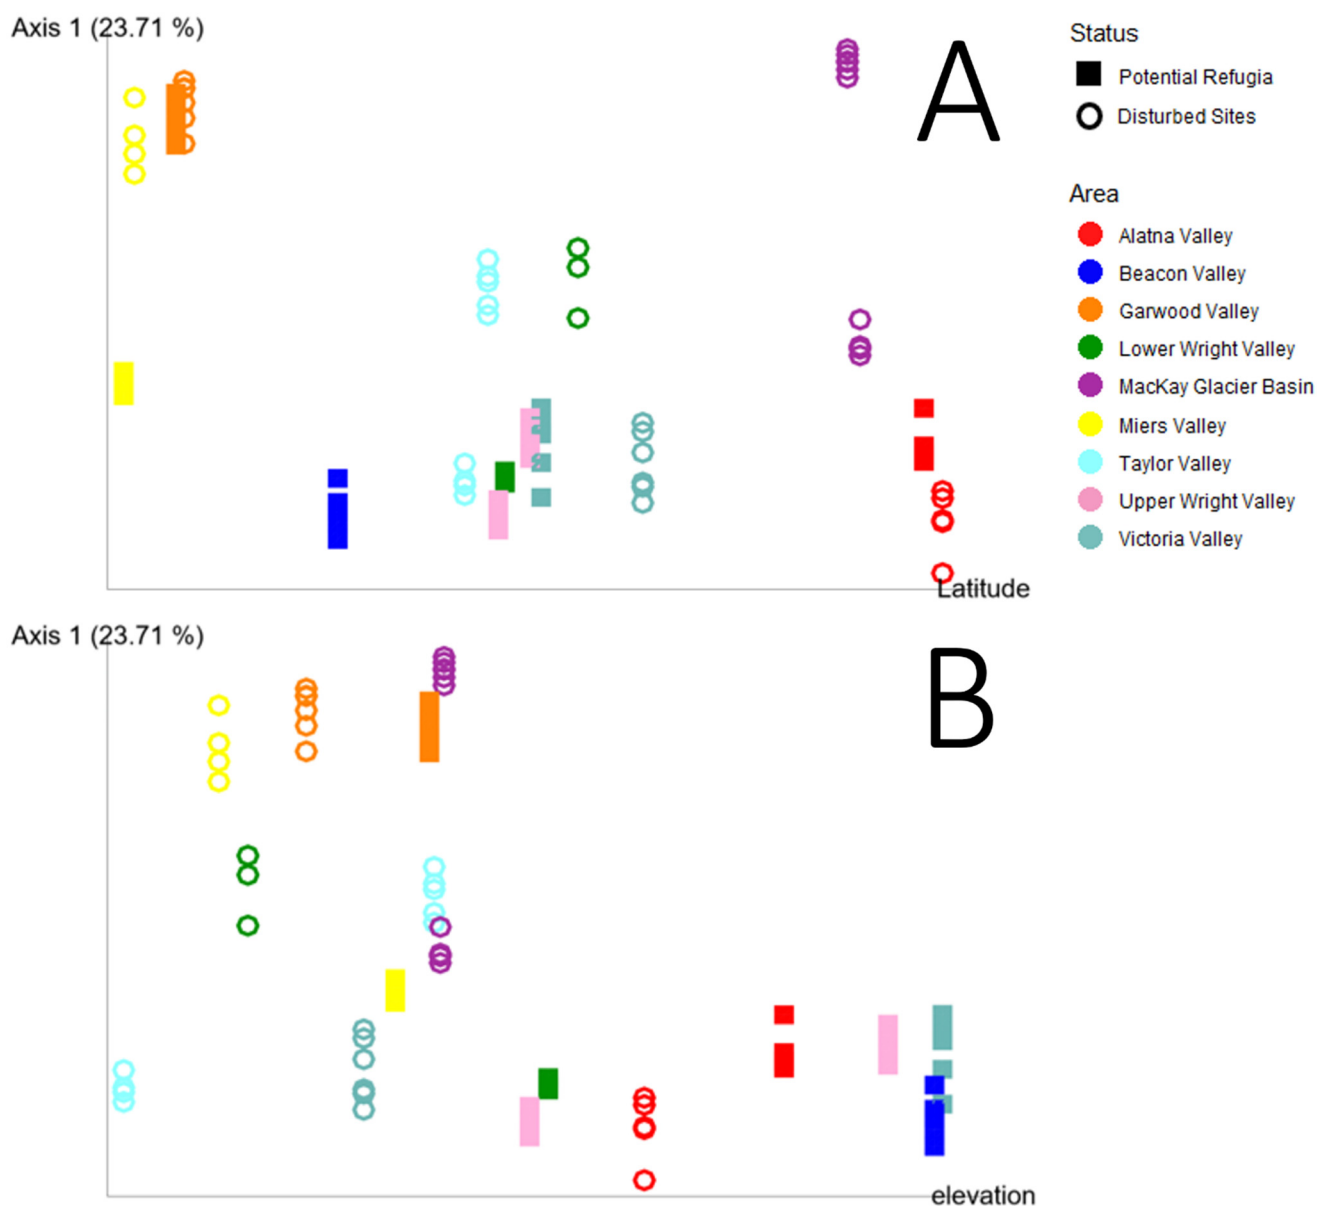 Axis 1 (23.71 %)
A
Latitude
Status
Potential Refugia
Disturbed Sites
Area
Alatna Valley
Beacon Valley
Garwood Valley
Lower Wright Valley
MacKay Glacier Basin
Miers Valley
Taylor Valley
Upper Wright Valley
Victoria Valley
Axis 1 (23.71 %)
B
elevation